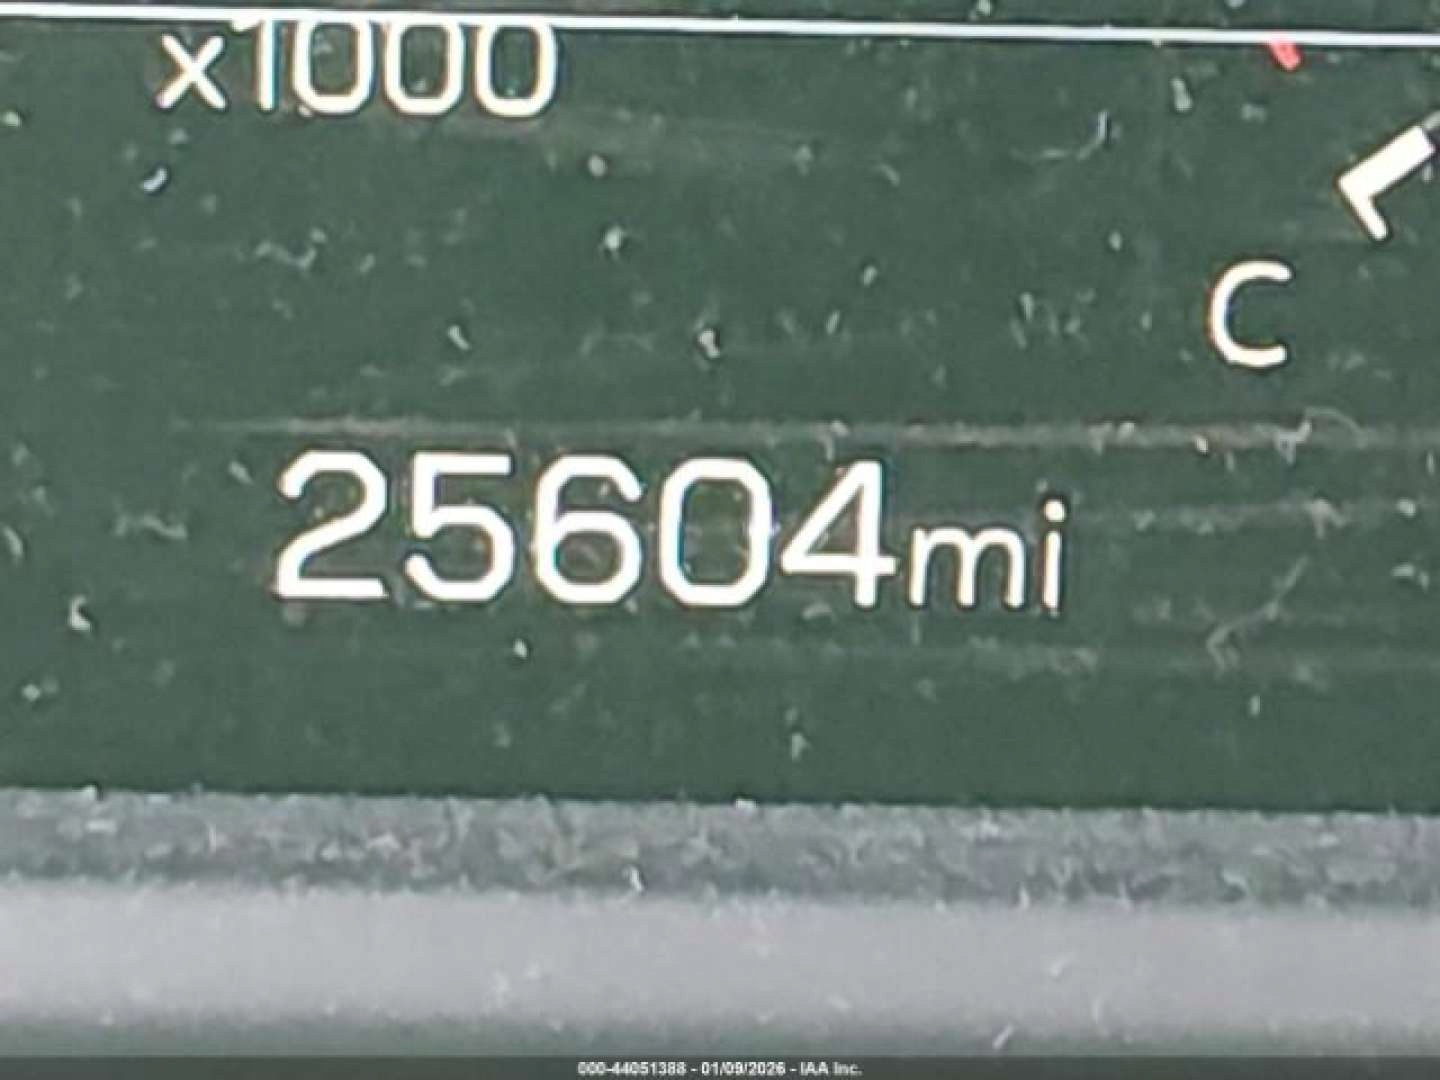 x1000
C
25604mi
000-44051388 - 01/09/2026 - IAA Inc.